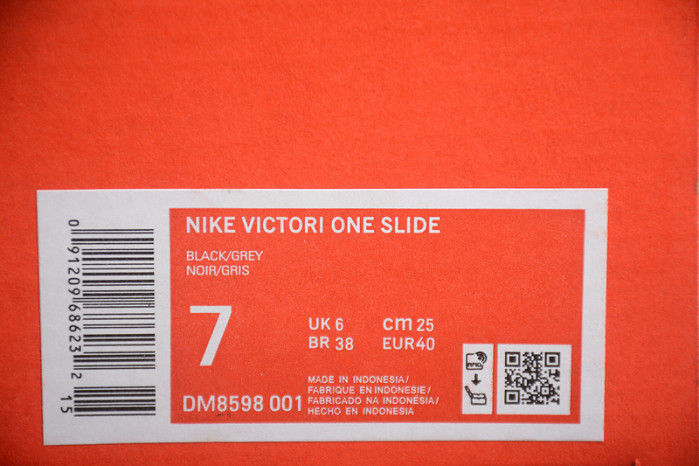 NIKE VICTORI ONE SLIDE
BLACK/GREY
NOIR/GRIS
7
UK 6 cm 25
BR 38 EUR40
DM8598 001
MADE IN INDONESIA/
FABRIQUE EN INDONESIE/
FABRICADO NA INDONÉSIA/
HECHO EN INDONESIA
0 91209 68623 2
15